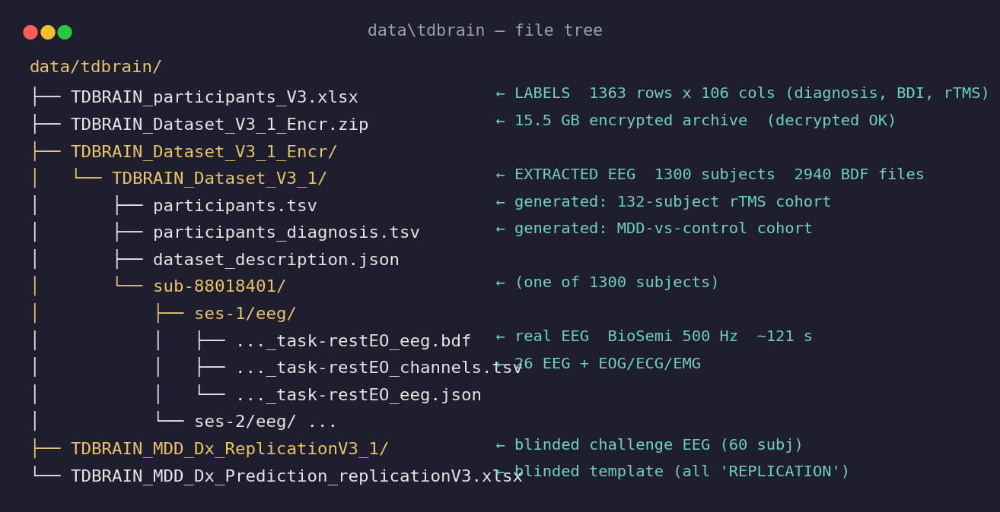 data\tdbrain — file tree
data/tdbrain/
├── TDBRAIN_participants_V3.xlsx ← LABELS 1363 rows x 106 cols (diagnosis, BDI, rTMS)
├── TDBRAIN_Dataset_V3_1_Encr.zip ← 15.5 GB encrypted archive (decrypted OK)
├── TDBRAIN_Dataset_V3_1_Encr/
│   └── TDBRAIN_Dataset_V3_1/ ← EXTRACTED EEG 1300 subjects 2940 BDF files
│       ├── participants.tsv ← generated: 132-subject rTMS cohort
│       ├── participants_diagnosis.tsv ← generated: MDD-vs-control cohort
│       ├── dataset_description.json
│       └── sub-88018401/ ← (one of 1300 subjects)
│           ├── ses-1/eeg/
│           │   ├── ..._task-restEO_eeg.bdf ← real EEG BioSemi 500 Hz ~121 s
│           │   ├── ..._task-restEO_channels.tsv ← 26 EEG + EOG/ECG/EMG
│           │   └── ..._task-restEO_eeg.json
│           └── ses-2/eeg/ ...
├── TDBRAIN_MDD_Dx_ReplicationV3_1/ ← blinded challenge EEG (60 subj)
└── TDBRAIN_MDD_Dx_Prediction_replicationV3.xlsx ← blinded template (all 'REPLICATION')